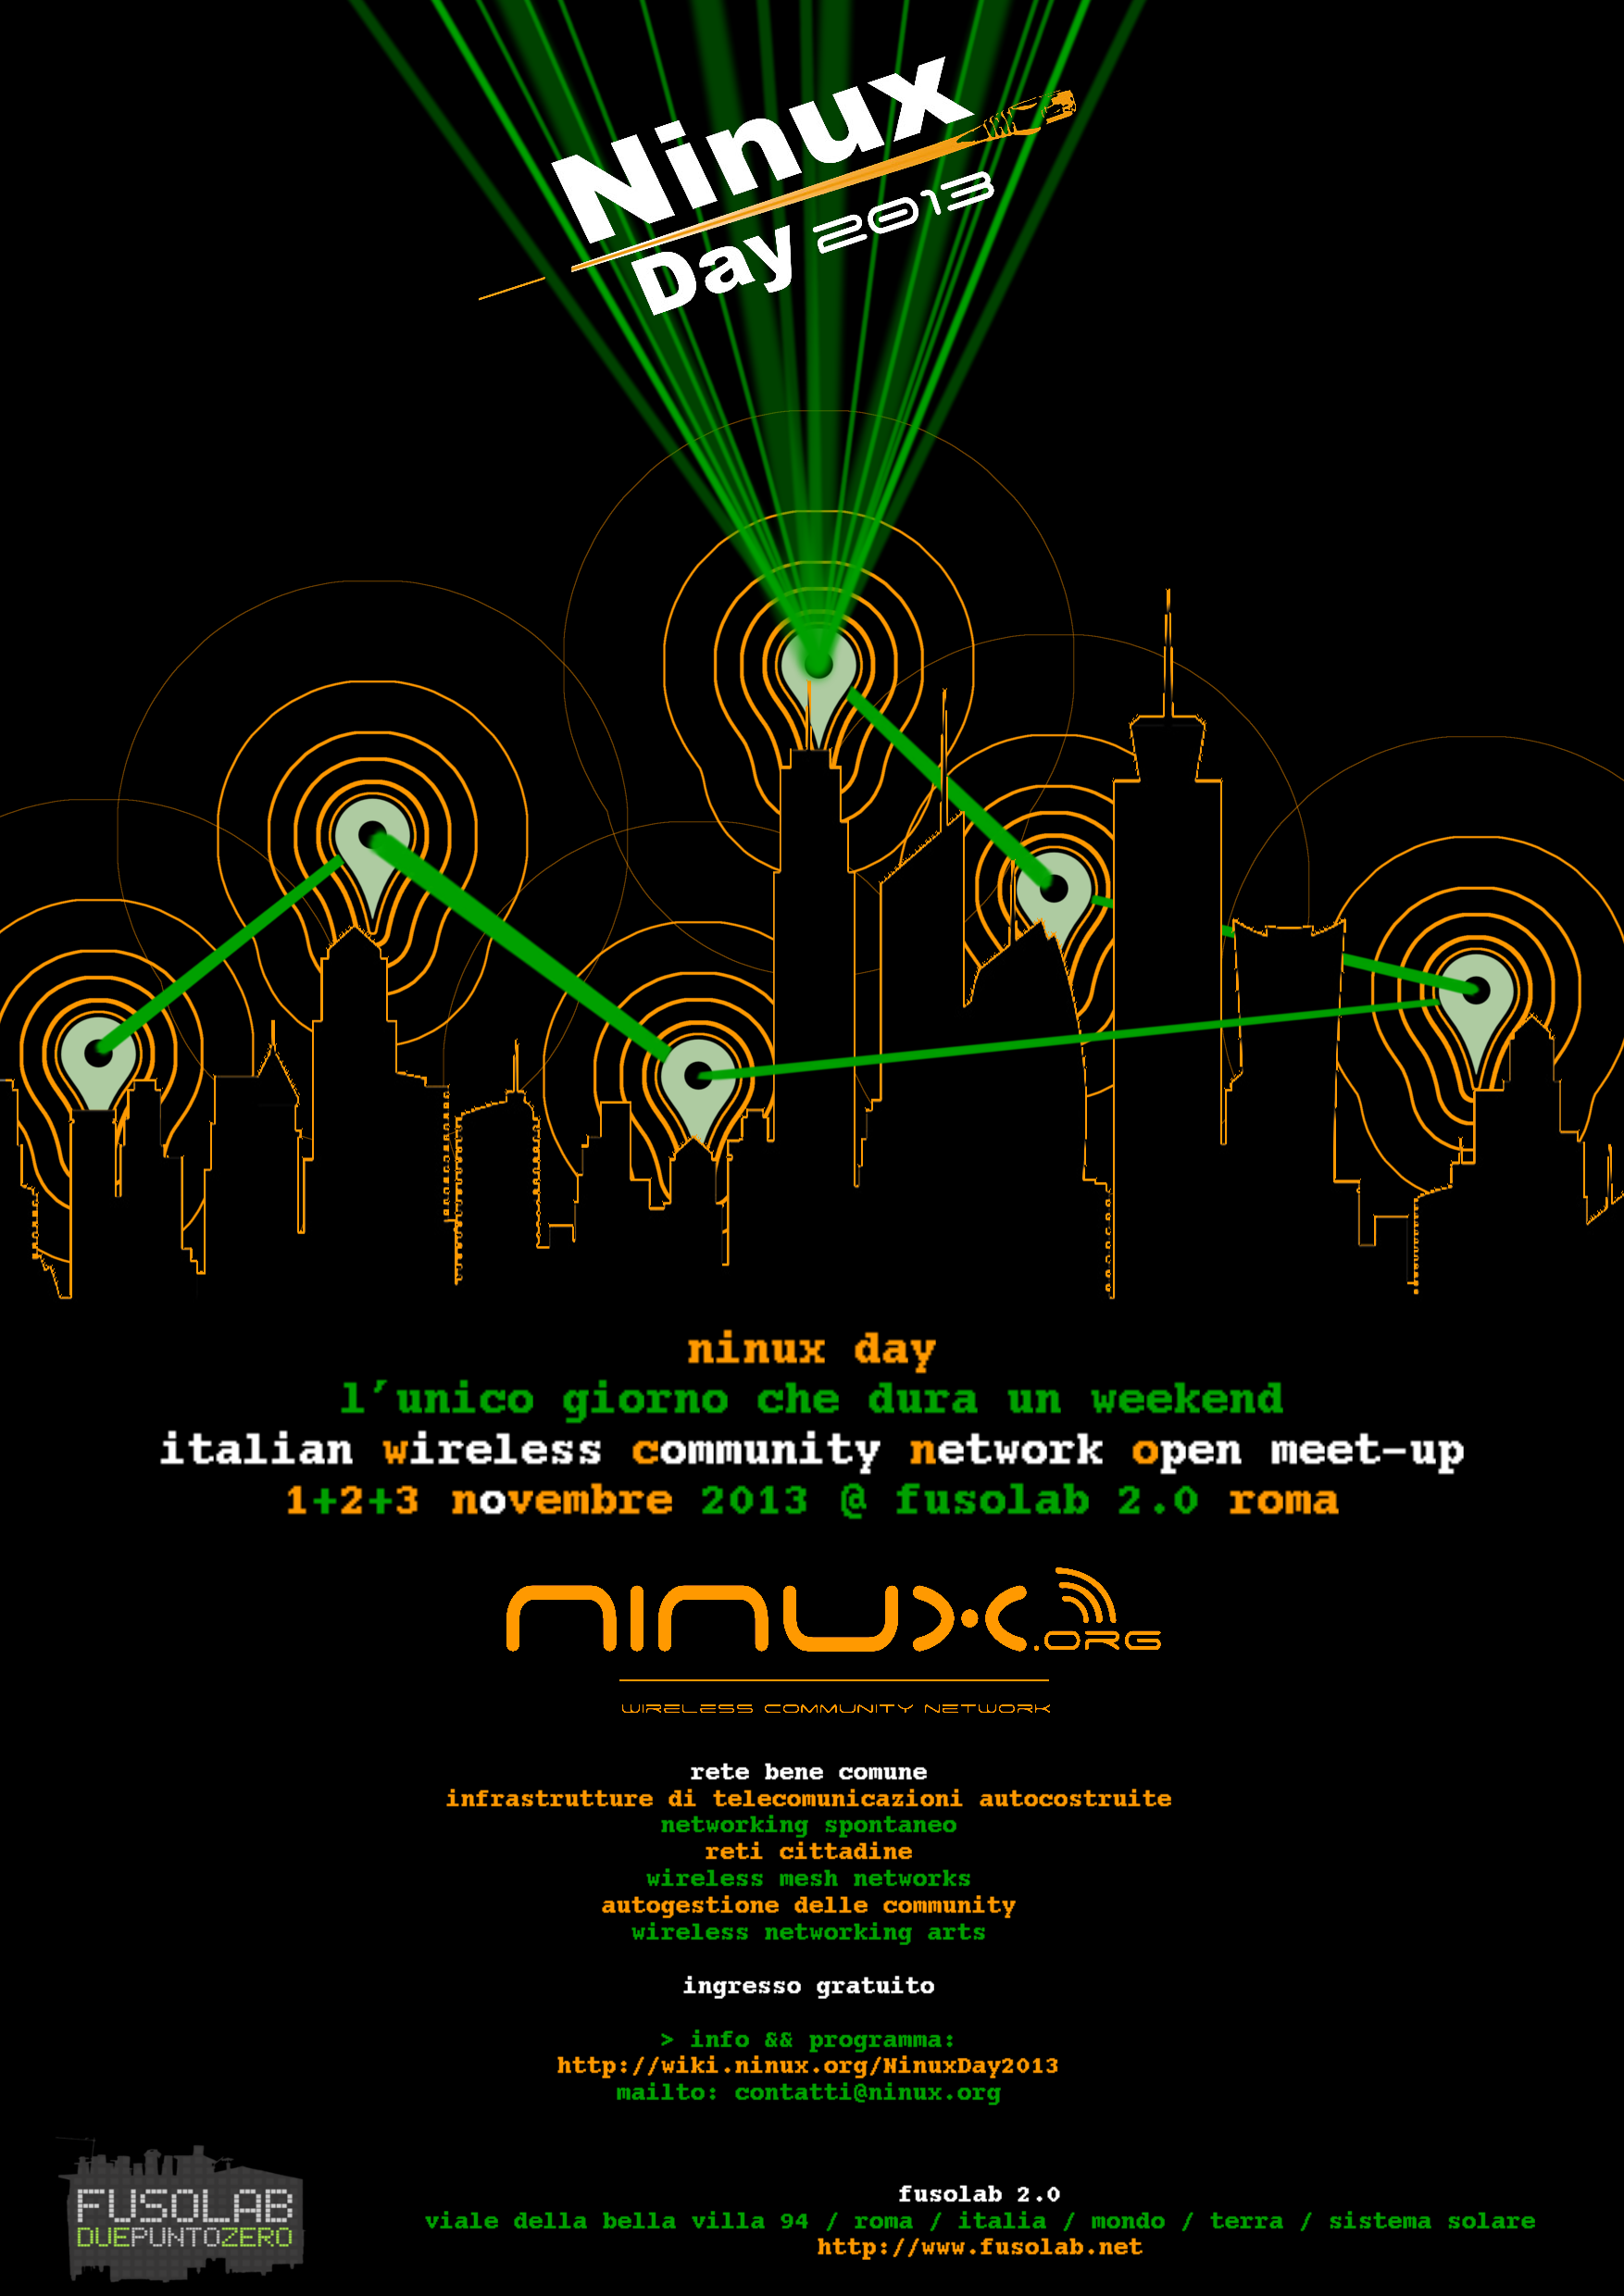 Ninux
Day 2013
ninux day
l'unico giorno che dura un weekend
italian wireless community network open meet-up
1+2+3 novembre 2013 @ fusolab 2.0 roma
ninux.org
WIRELESS COMMUNITY NETWORK
rete bene comune
infrastrutture di telecomunicazioni autocostruite
networking spontaneo
reti cittadine
wireless mesh networks
autogestione delle community
wireless networking arts
ingresso gratuito
> info && programma:
http://wiki.ninux.org/NinuxDay2013
mailto: contatti@ninux.org
FUSOLAB
DUEPUNTOZERO
fusolab 2.0
viale della bella villa 94 / roma / italia / mondo / terra / sistema solare
http://www.fusolab.net